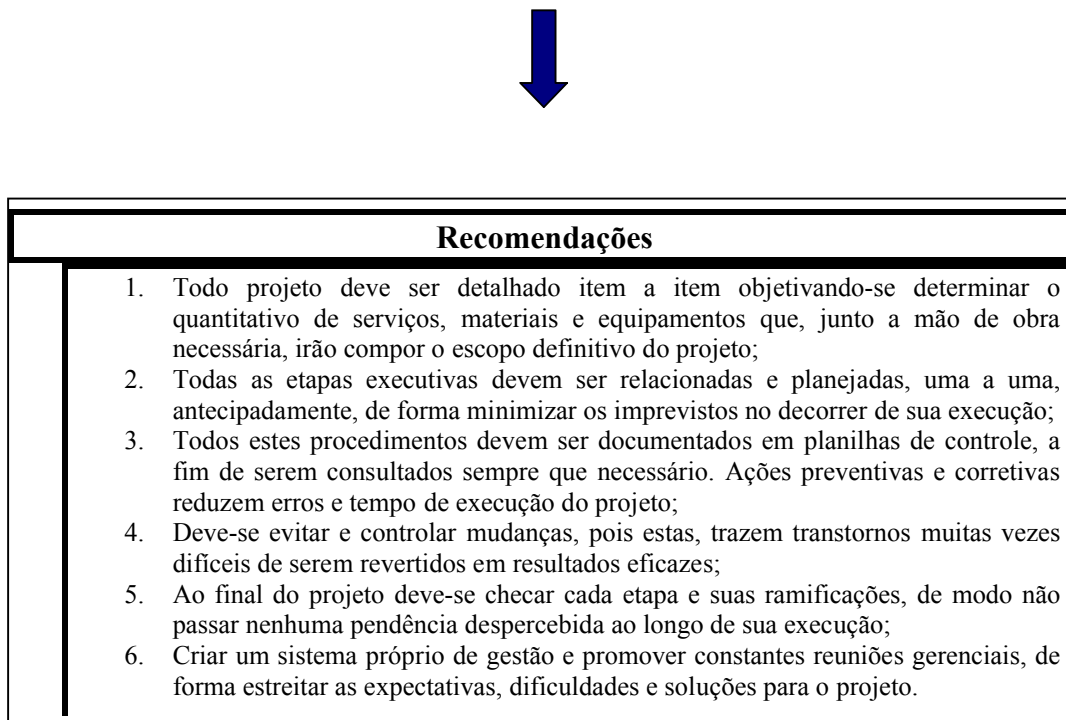 Recomendações
1. Todo projeto deve ser detalhado item a item objetivando-se determinar o
quantitativo de serviços, materiais e equipamentos que, junto a mão de obra
necessária, irão compor o escopo definitivo do projeto;
2. Todas as etapas executivas devem ser relacionadas e planejadas, uma a uma,
antecipadamente, de forma minimizar os imprevistos no decorrer de sua execução;
3. Todos estes procedimentos devem ser documentados em planilhas de controle, a
fim de serem consultados sempre que necessário. Ações preventivas e corretivas
reduzem erros e tempo de execução do projeto;
4. Deve-se evitar e controlar mudanças, pois estas, trazem transtornos muitas vezes
difíceis de serem revertidos em resultados eficazes;
5. Ao final do projeto deve-se checar cada etapa e suas ramificações, de modo não
passar nenhuma pendência despercebida ao longo de sua execução;
6. Criar um sistema próprio de gestão e promover constantes reuniões gerenciais, de
forma estreitar as expectativas, dificuldades e soluções para o projeto.